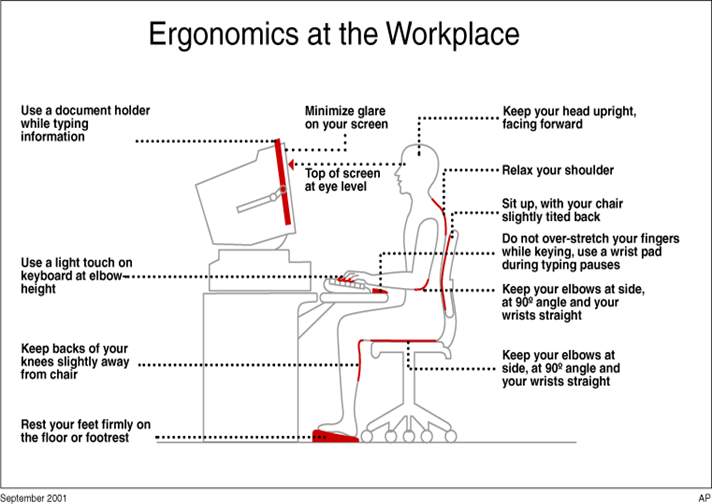 Ergonomics at the Workplace
Use a document holder
while typing
information
Minimize glare
on your screen
Keep your head upright,
facing forward
Top of screen
at eye level
Relax your shoulder
Sit up, with your chair
slightly tited back
Do not over-stretch your fingers
while keying, use a wrist pad
during typing pauses
Use a light touch on
keyboard at elbow-
height
Keep your elbows at side,
at 90º angle and your
wrists straight
Keep backs of your
knees slightly away
from chair
Keep your elbows at
side, at 90º angle and
your wrists straight
Rest your feet firmly on
the floor or footrest
September 2001
AP